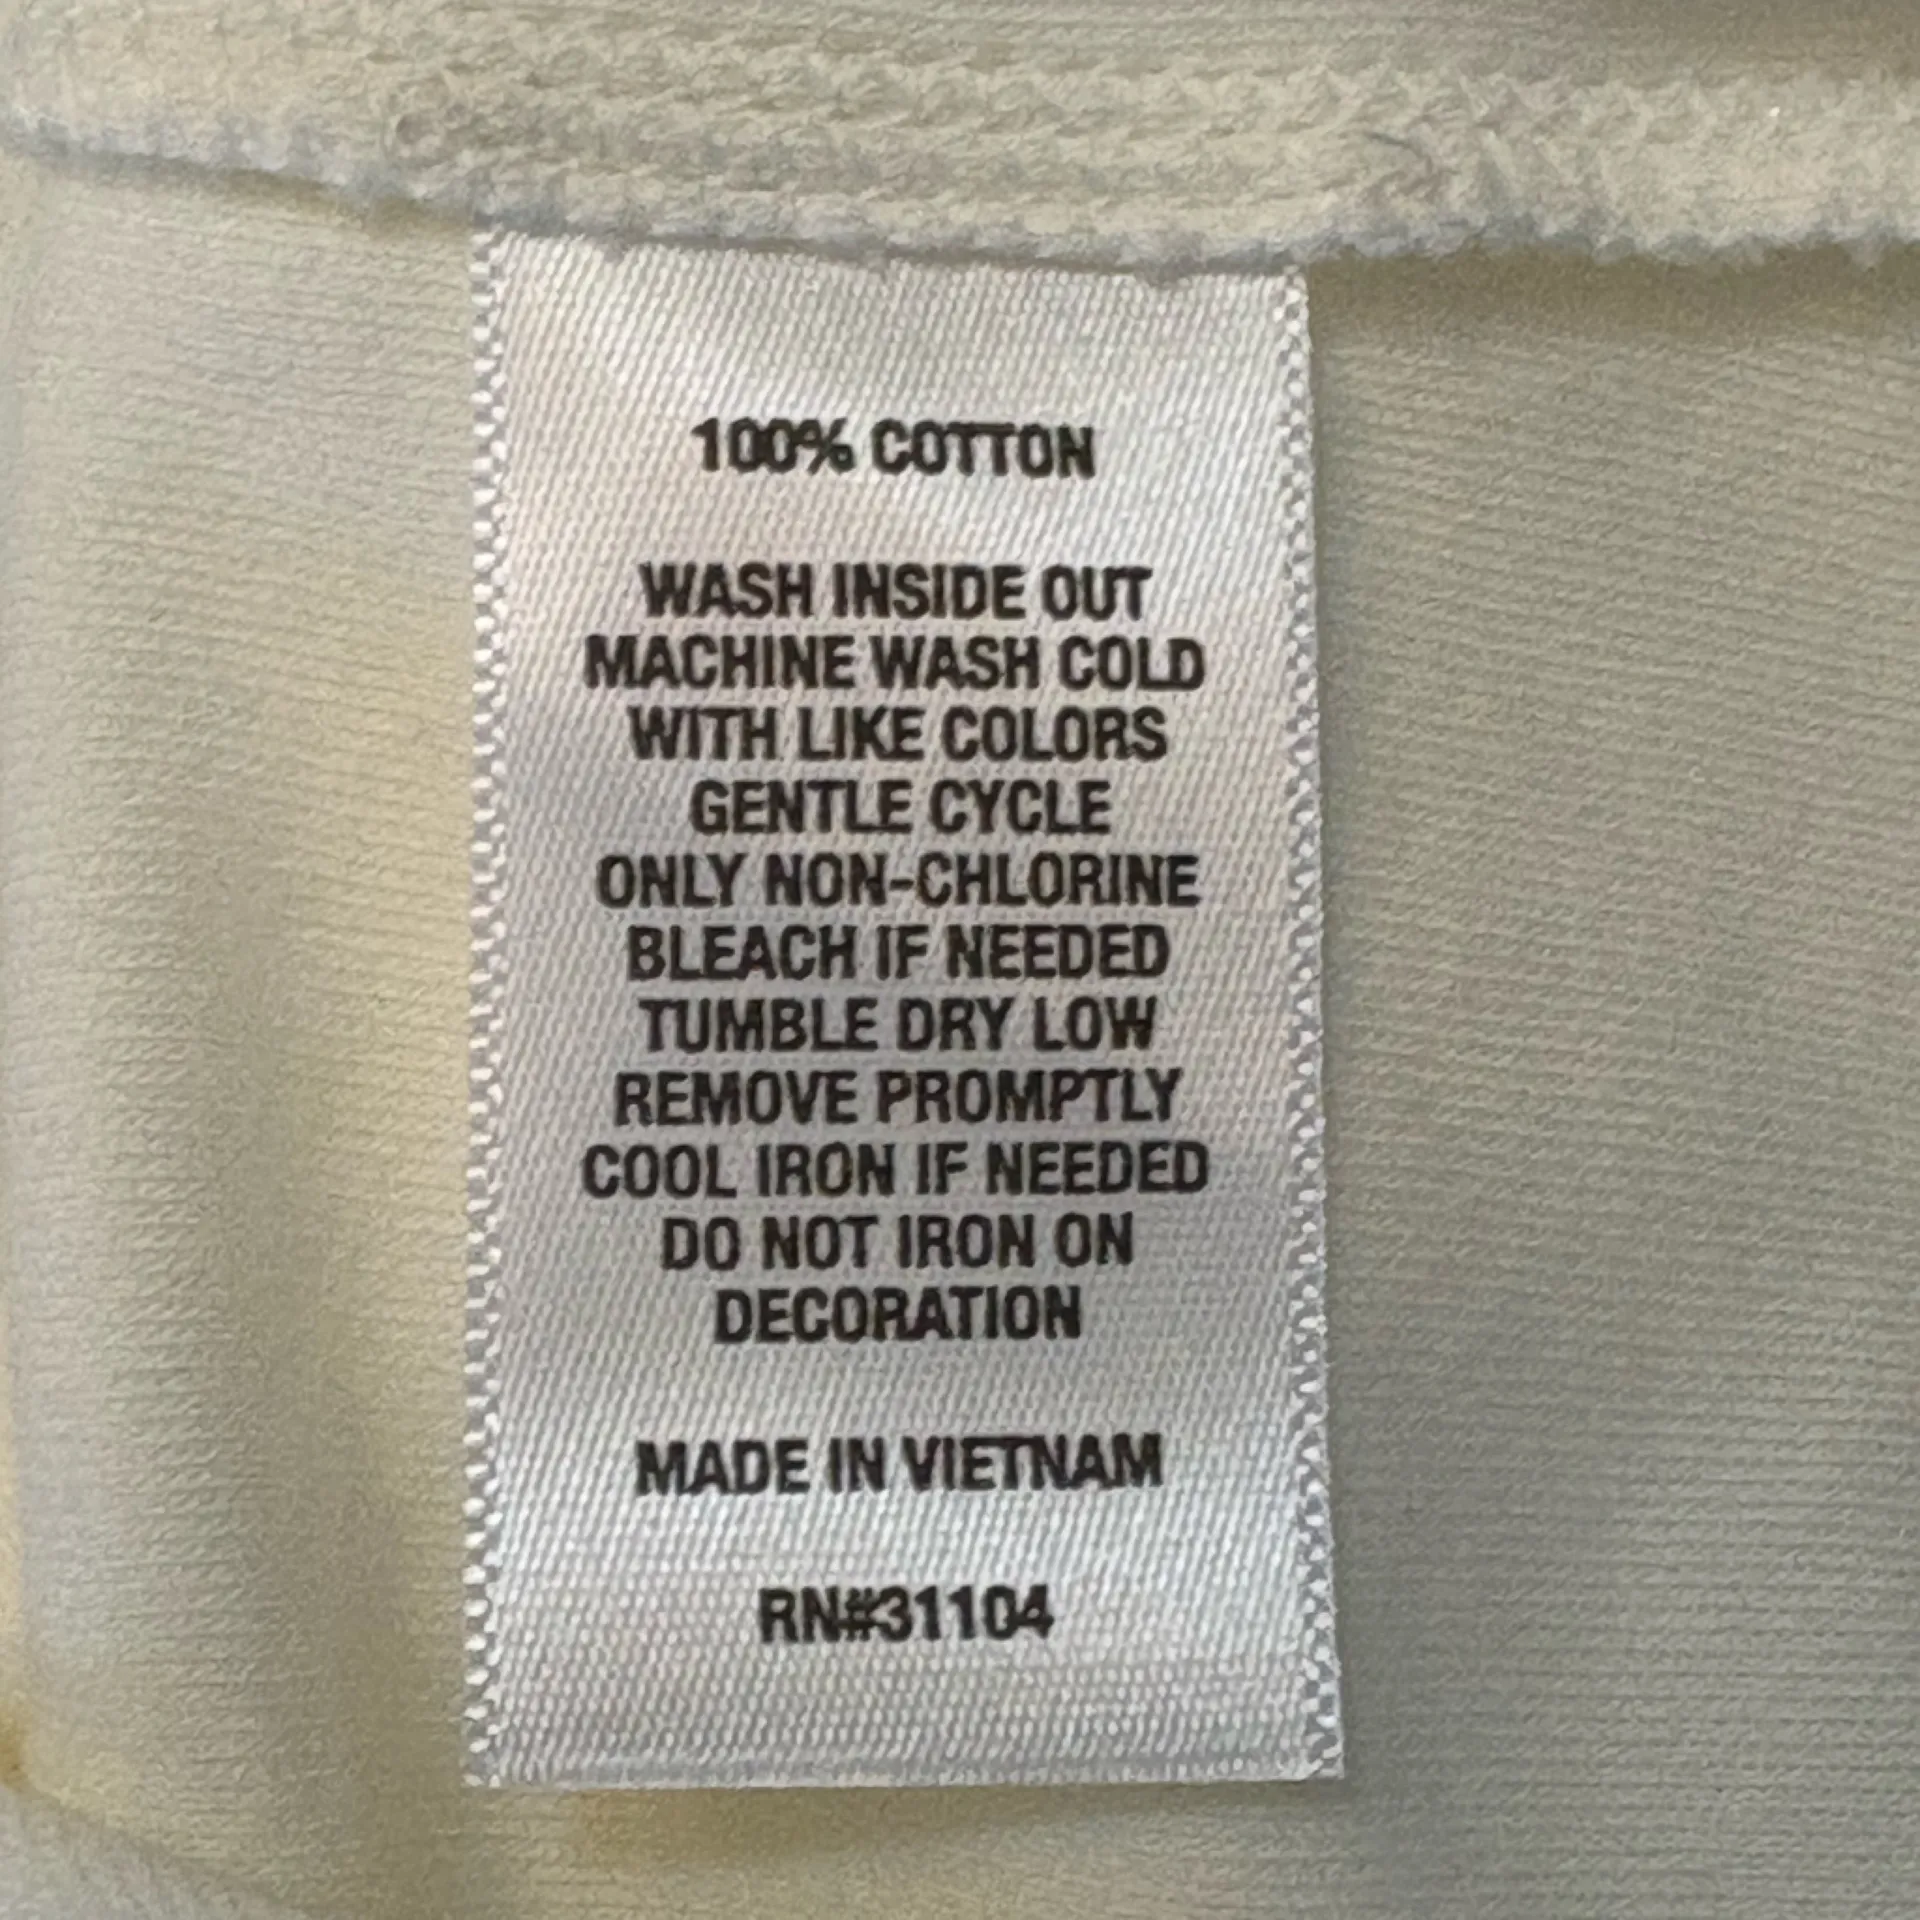 100% COTTON
WASH INSIDE OUT
MACHINE WASH COLD
WITH LIKE COLORS
GENTLE CYCLE
ONLY NON-CHLORINE
BLEACH IF NEEDED
TUMBLE DRY LOW
REMOVE PROMPTLY
COOL IRON IF NEEDED
DO NOT IRON ON
DECORATION
MADE IN VIETNAM
RN#31104